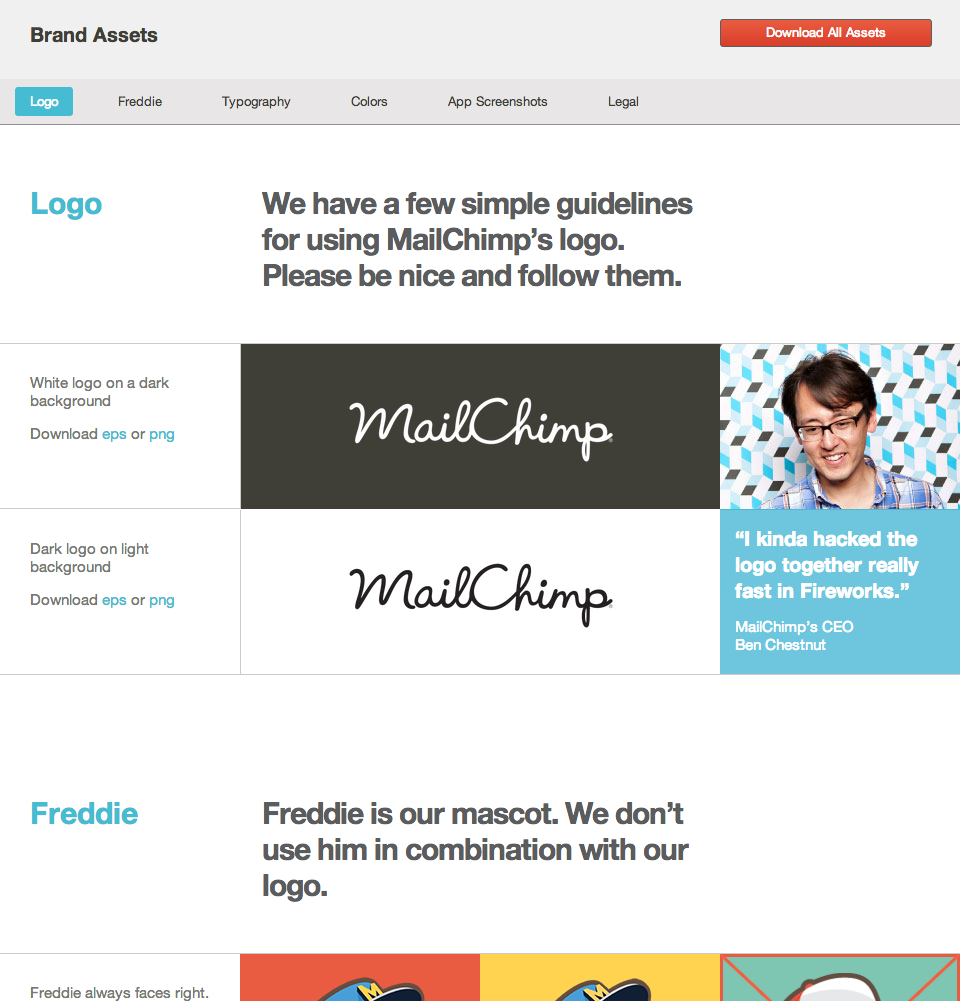 Brand Assets
Download All Assets
Logo
Freddie
Typography
Colors
App Screenshots
Legal
Logo
We have a few simple guidelines
for using MailChimp’s logo.
Please be nice and follow them.
White logo on a dark
background
Download eps or png
MailChimp
Dark logo on light
background
Download eps or png
MailChimp
“I kinda hacked the
logo together really
fast in Fireworks.”
MailChimp’s CEO
Ben Chestnut
Freddie
Freddie is our mascot. We don’t
use him in combination with our
logo.
Freddie always faces right.
M
M